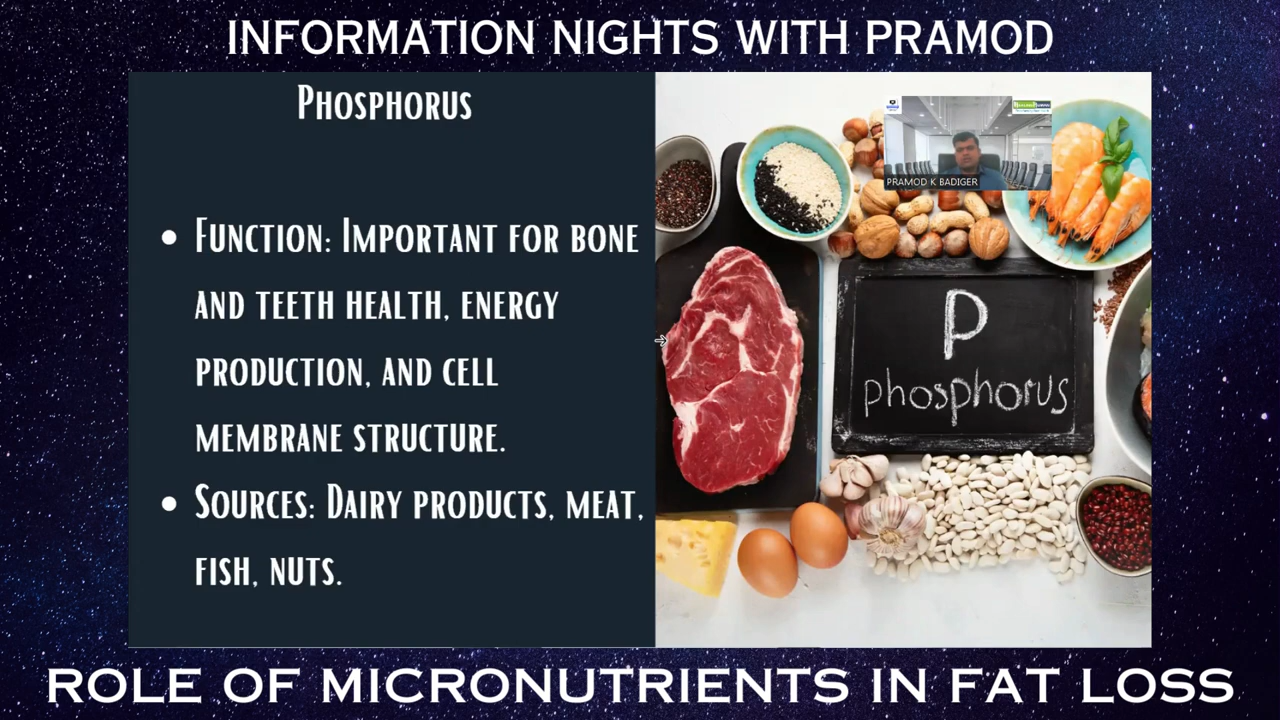 INFORMATION NIGHTS WITH PRAMOD
PHOSPHORUS
• FUNCTION: IMPORTANT FOR BONE
AND TEETH HEALTH, ENERGY
PRODUCTION, AND CELL
MEMBRANE STRUCTURE.
• SOURCES: DAIRY PRODUCTS, MEAT,
FISH, NUTS.
PRAMOD K BADIGER
P
phosphorus
ROLE OF MICRONUTRIENTS IN FAT LOSS